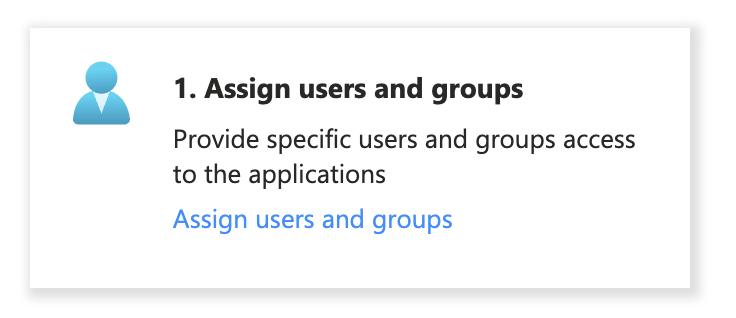 1. Assign users and groups
Provide specific users and groups access
to the applications
Assign users and groups